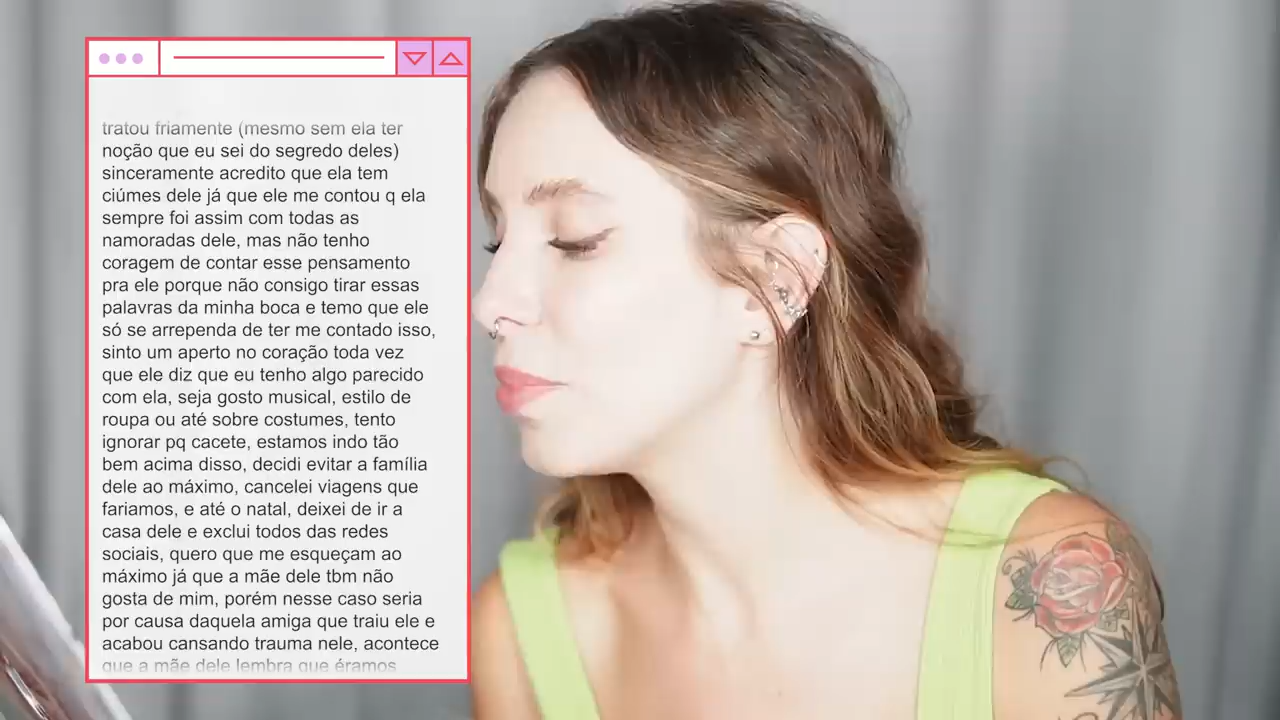 tratou friamente (mesmo sem ela ter
noção que eu sei do segredo deles)
sinceramente acredito que ela tem
ciúmes dele já que ele me contou q ela
sempre foi assim com todas as
namoradas dele, mas não tenho
coragem de contar esse pensamento
pra ele porque não consigo tirar essas
palavras da minha boca e temo que ele
só se arrependa de ter me contado isso,
sinto um aperto no coração toda vez
que ele diz que eu tenho algo parecido
com ela, seja gosto musical, estilo de
roupa ou até sobre costumes, tento
ignorar pq cacete, estamos indo tão
bem acima disso, decidi evitar a família
dele ao máximo, cancelei viagens que
fariamos, e até o natal, deixei de ir a
casa dele e exclui todos das redes
sociais, quero que me esqueçam ao
máximo já que a mãe dele tbm não
gosta de mim, porém nesse caso seria
por causa daquela amiga que traiu ele e
acabou cansando trauma nele, acontece
que a mãe dele lembra que éramos